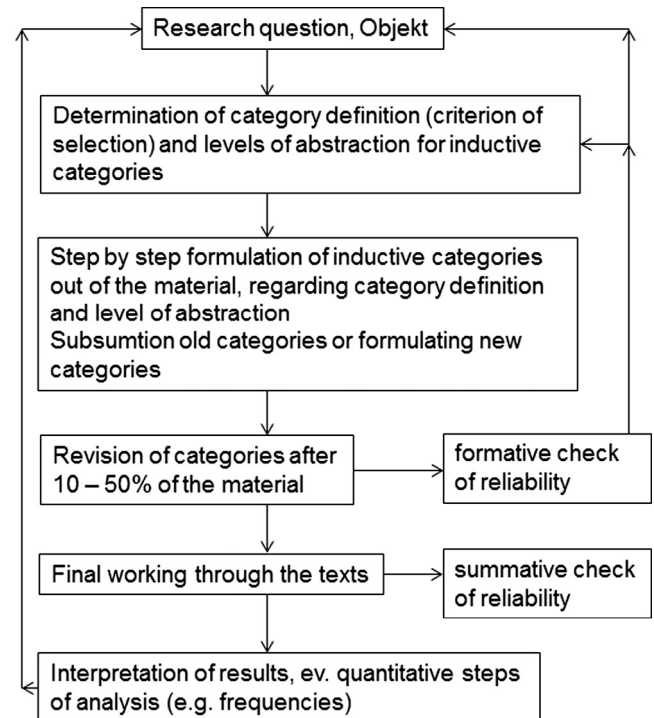 Research question, Objekt
Determination of category definition (criterion of
selection) and levels of abstraction for inductive
categories
Step by step formulation of inductive categories
out of the material, regarding category definition
and level of abstraction
Subsumtion old categories or formulating new
categories
Revision of categories after
10 – 50% of the material
formative check
of reliability
Final working through the texts
summative check
of reliability
Interpretation of results, ev. quantitative steps
of analysis (e.g. frequencies)